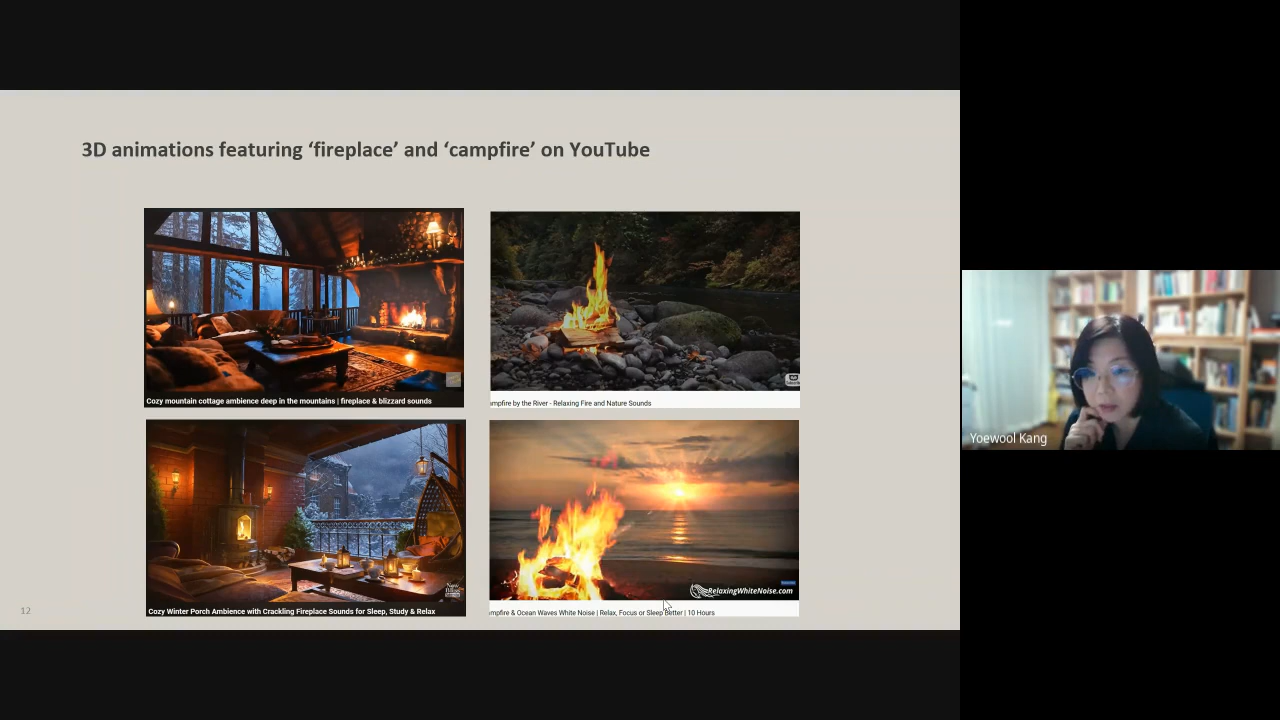 3D animations featuring ‘fireplace’ and ‘campfire’ on YouTube
Cozy mountain cottage ambience deep in the mountains | fireplace & blizzard sounds
mpfire by the River - Relaxing Fire and Nature Sounds
Cozy Winter Porch Ambience with Crackling Fireplace Sounds for Sleep, Study & Relax
RelaxingWhiteNoise.com
mpfire & Ocean Waves White Noise | Relax, Focus or Sleep Better | 10 Hours
12
Yoewool Kang